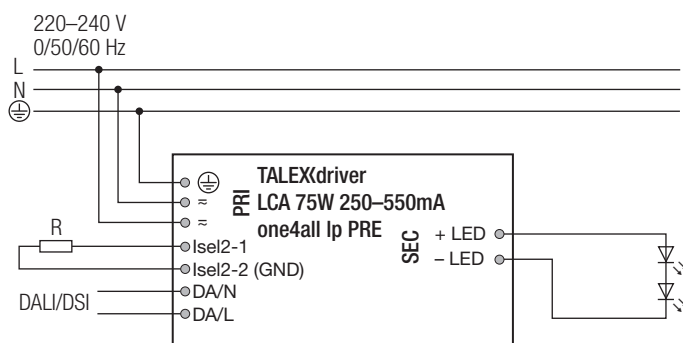 220–240 V
0/50/60 Hz
L
N
PRI
≂
≂
TALEXXdriver
LCA 75W 250–550mA
one4all lp PRE
R
Isel2-1
Isel2-2 (GND)
DALI/DSI
DA/N
DA/L
SEC
+ LED
– LED